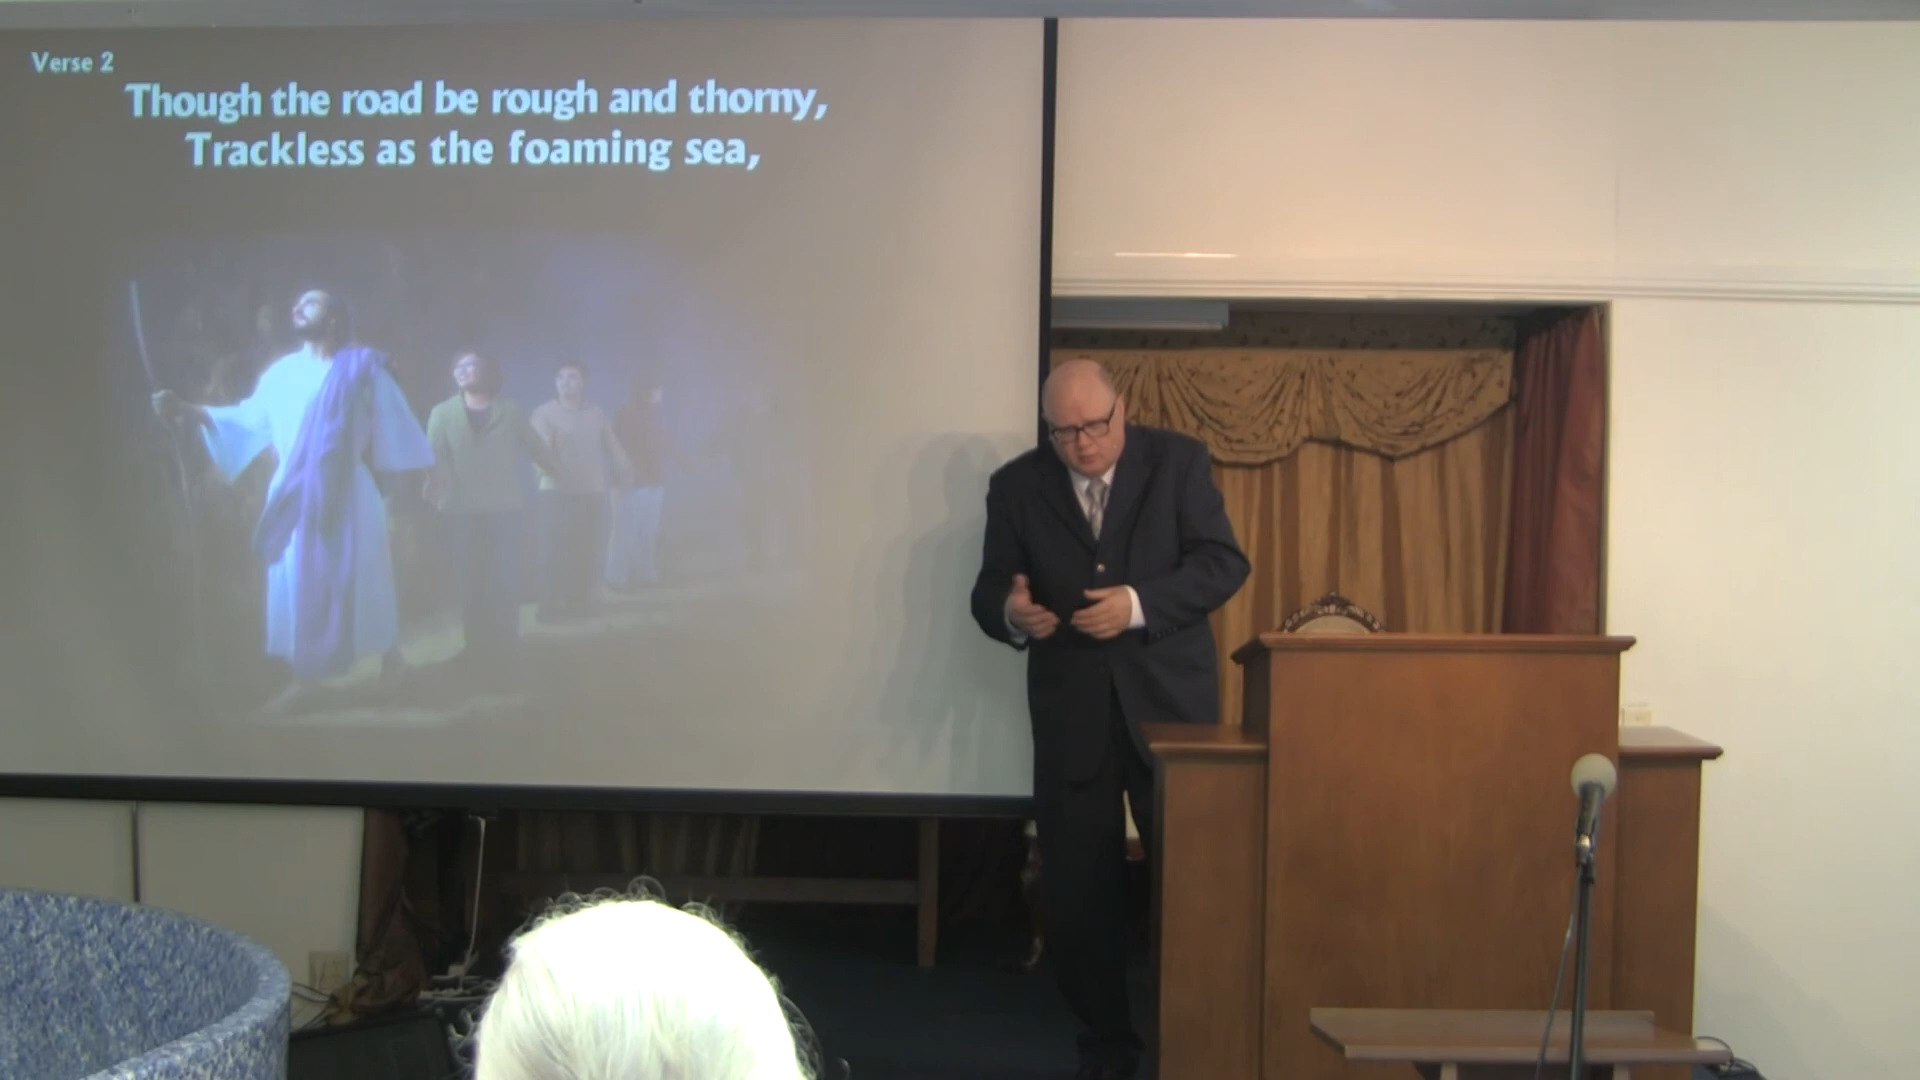 Verse 2
Though the road be rough and thorny,
Trackless as the foaming sea,